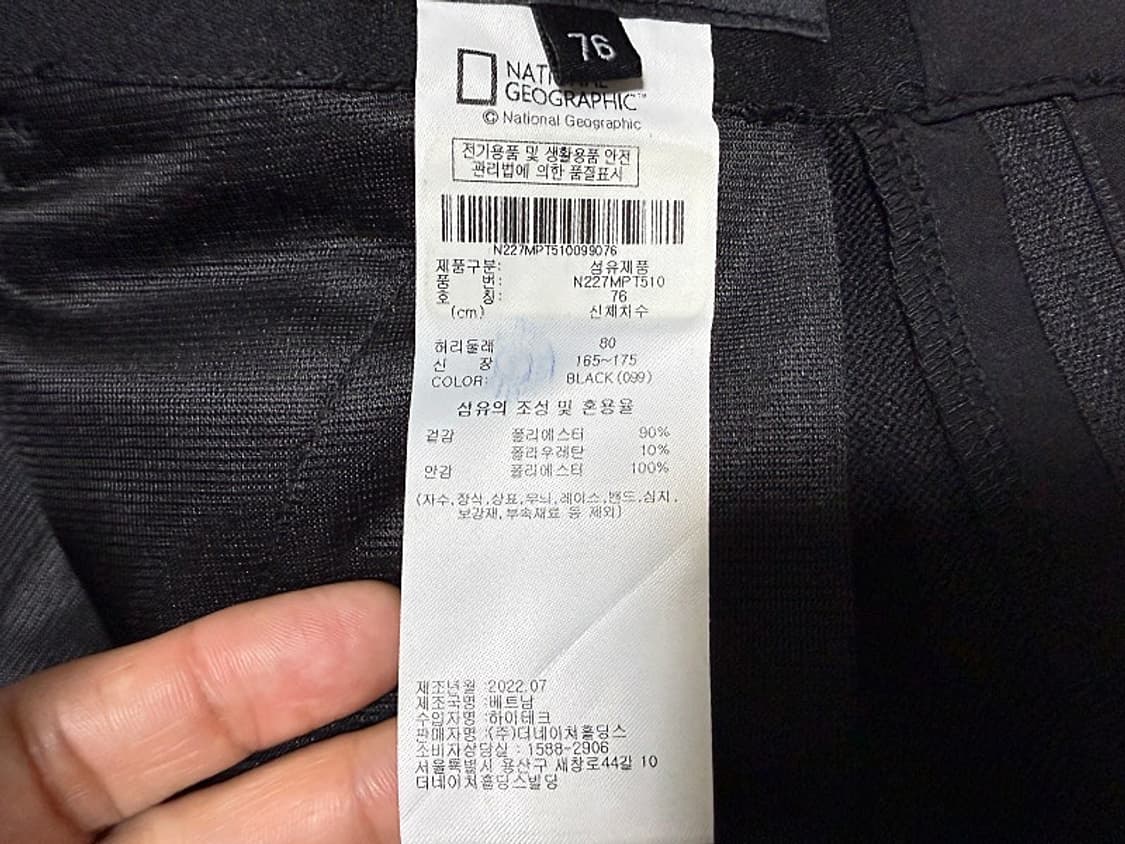 76
NATIONAL
GEOGRAPHIC™
© National Geographic
전기용품 및 생활용품 안전
관리법에 의한 품질표시
N227MPT510099076
제품구분: 섬유제품
품 번: N227MPT510
호 칭: 76
(cm) 신체치수
허리둘레 80
신 장 165~175
COLOR: BLACK(099)
섬유의 조성 및 혼용율
겉감 폴리에스터 90%
폴라우레탄 10%
안감 폴리에스터 100%
(자수,장식,상표,무늬,레이스,밴드,심지,
보강재,부속재료 등 제외)
제조년월 :2022.07
제조국명 :베트남
수입자명 :하이테크
판매자명 :(주)더네이쳐홀딩스
소비자상담실 : 1588-2906
서울특별시 용산구 새창로44길 10
더네이쳐홀딩스빌딩